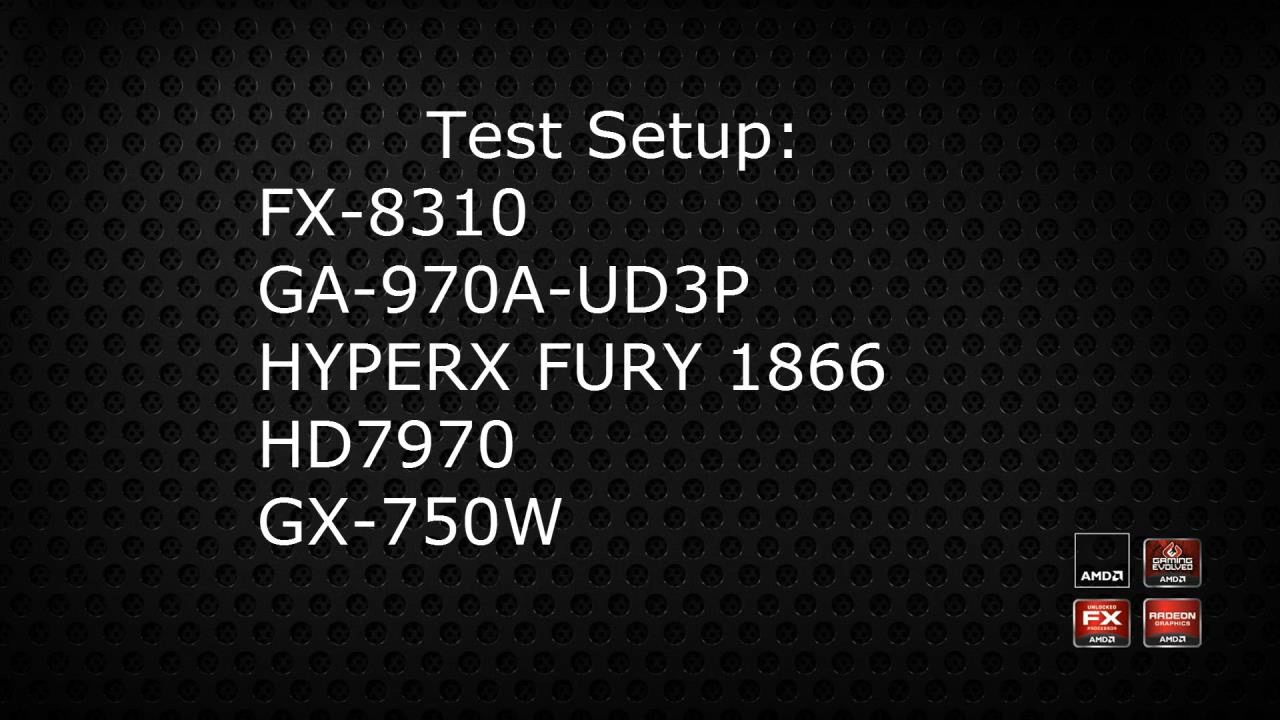 Test Setup:
FX-8310
GA-970A-UD3P
HYPERX FURY 1866
HD7970
GX-750W
AMD
GAMING
EVOLVED
AMD
UNLOCKED
FX
PROCESSOR
AMD
RADEON
GRAPHICS
AMD